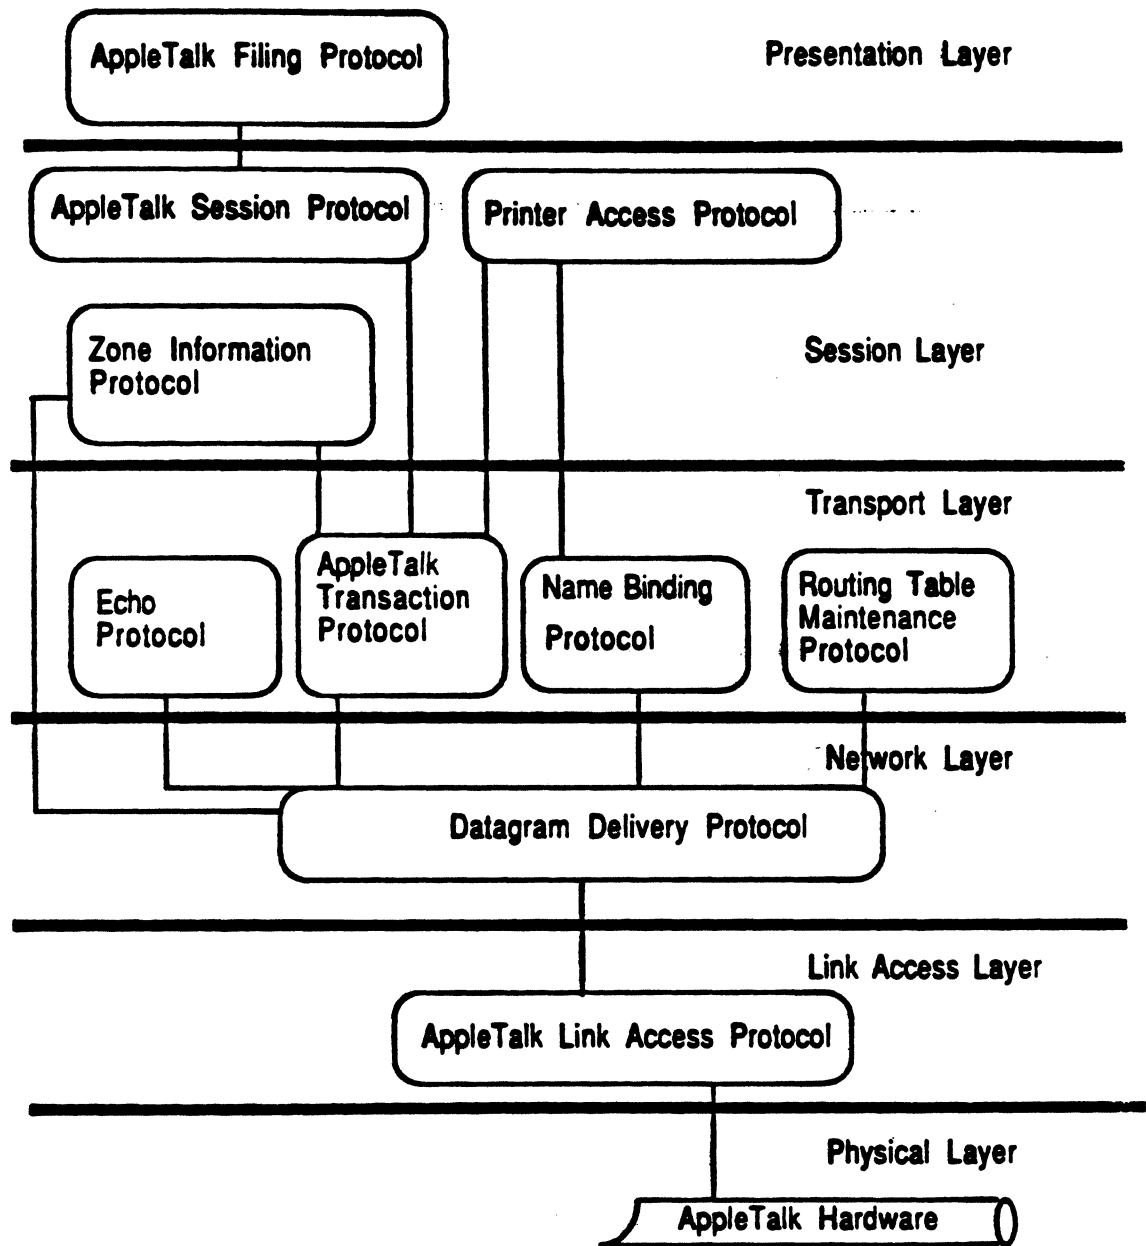 AppleTalk Filing Protocol
Presentation Layer
AppleTalk Session Protocol
Printer Access Protocol
Zone Information
Protocol
Session Layer
Transport Layer
Echo
Protocol
AppleTalk
Transaction
Protocol
Name Binding
Protocol
Routing Table
Maintenance
Protocol
Network Layer
Datagram Delivery Protocol
Link Access Layer
AppleTalk Link Access Protocol
Physical Layer
AppleTalk Hardware